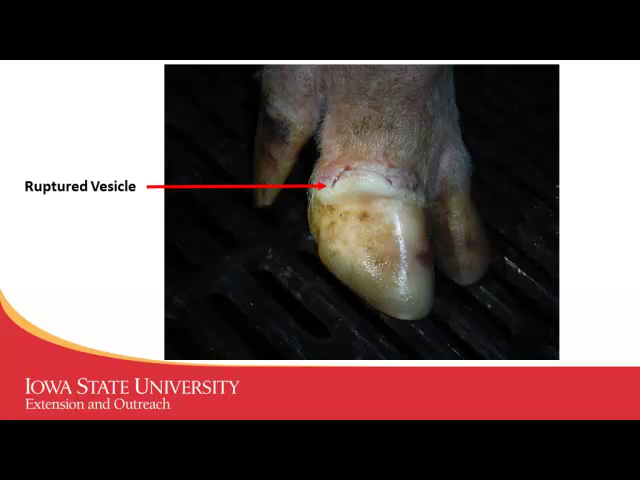 Ruptured Vesicle
IOWA STATE UNIVERSITY
Extension and Outreach